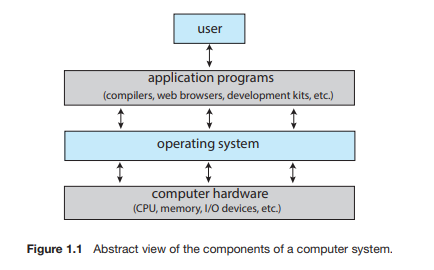 user
application programs
(compilers, web browsers, development kits, etc.)
operating system
computer hardware
(CPU, memory, I/O devices, etc.)
Figure 1.1 Abstract view of the components of a computer system.